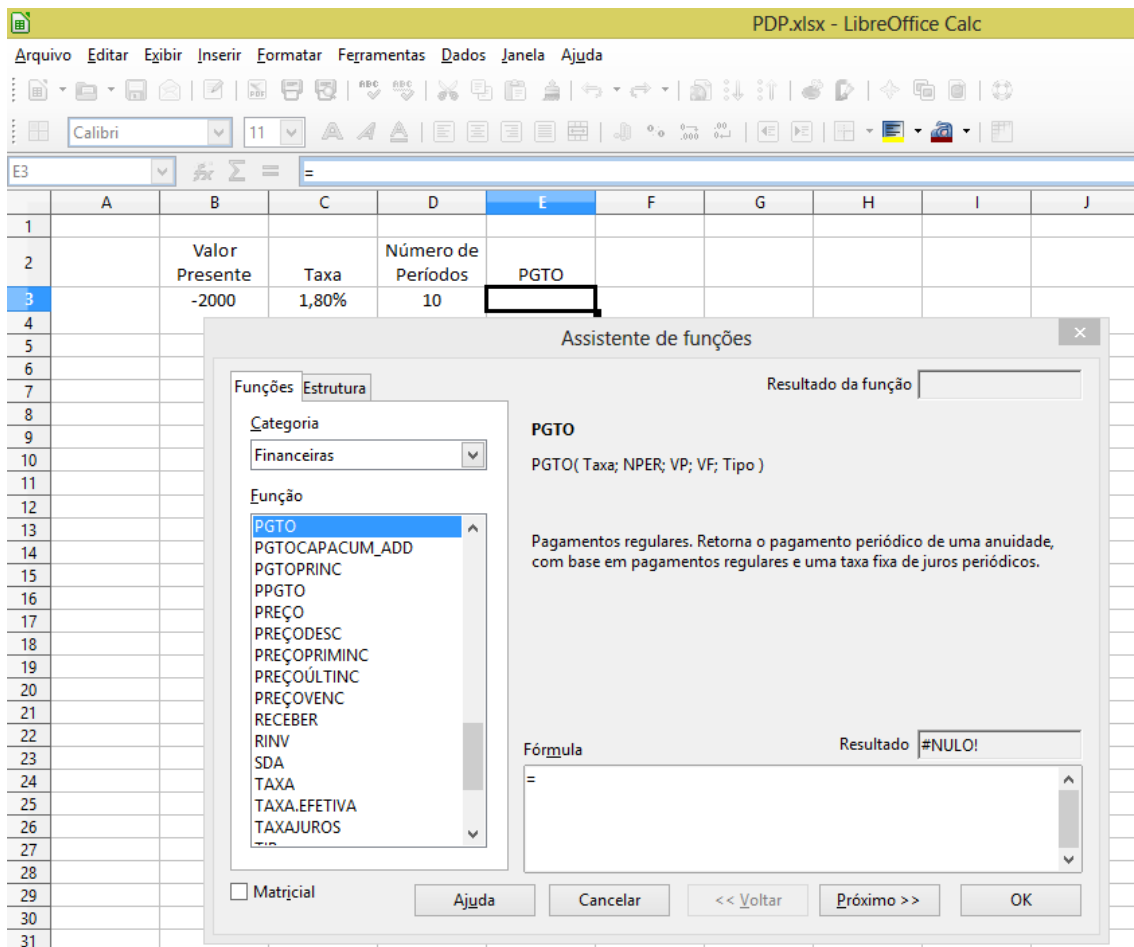 PDP.xlsx - LibreOffice Calc
Arquivo Editar Exibir Inserir Formatar Ferramentas Dados Janela Ajuda
Calibri 11
E3 =
A B C D E F G H I J
1
2 Valor Presente Taxa Número de Períodos PGTO
3 -2000 1,80% 10
4
5
6
7
8
9
10
11
12
13
14
15
16
17
18
19
20
21
22
23
24
25
26
27
28
29
30
31
Assistente de funções
Funções Estrutura
Resultado da função
Categoria
Financeiras
Função
PGTO
PGTOCAPACUM_ADD
PGTOPRINC
PPGTO
PREÇO
PREÇODESC
PREÇOPRIMINC
PREÇOÚLTINC
PREÇOVENC
RECEBER
RINV
SDA
TAXA
TAXA.EFETIVA
TAXAJUROS
PGTO
PGTO( Taxa; NPER; VP; VF; Tipo )
Pagamentos regulares. Retorna o pagamento periódico de uma anuidade,
com base em pagamentos regulares e uma taxa fixa de juros periódicos.
Fórmula
Resultado #NULO!
=
Matricial
Ajuda Cancelar << Voltar Próximo >> OK